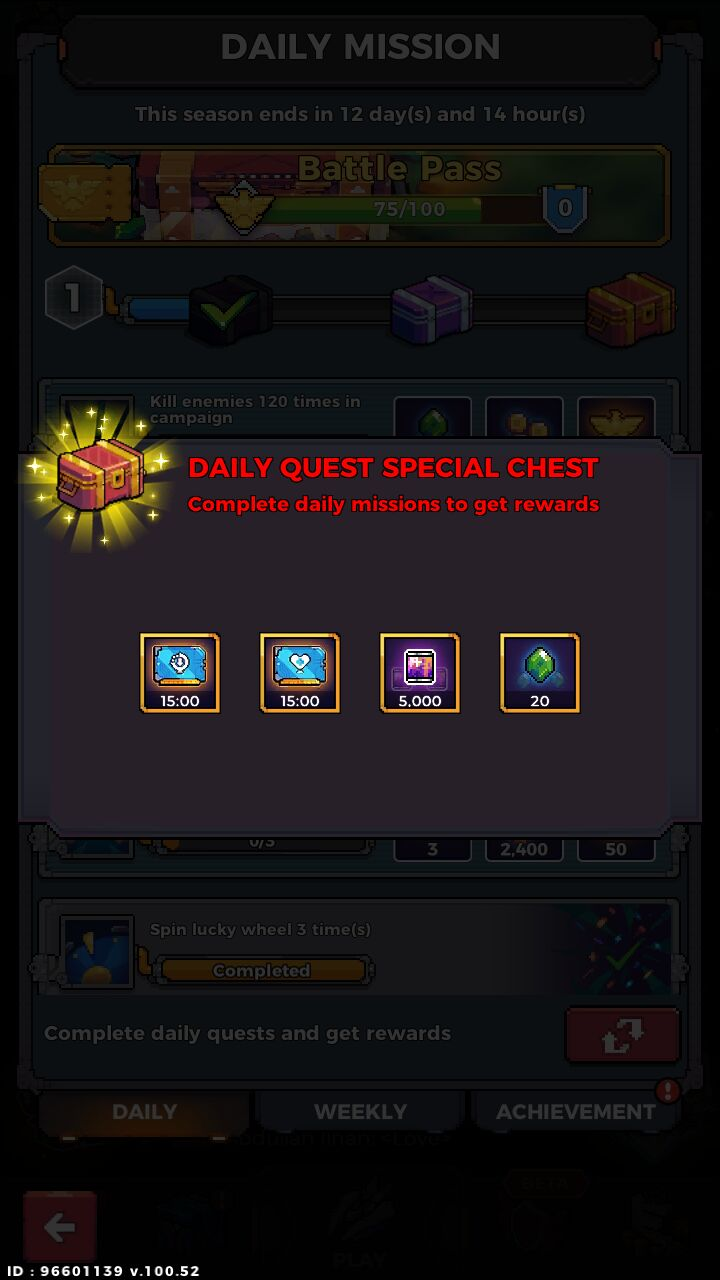 DAILY MISSION
This season ends in 12 day(s) and 14 hour(s)
Battle Pass
75/100
0
1
Kill enemies 120 times in
campaign
DAILY QUEST SPECIAL CHEST
Complete daily missions to get rewards
15:00
15:00
5,000
20
0/3
3
2,400
50
Spin lucky wheel 3 time(s)
Completed
Complete daily quests and get rewards
DAILY
WEEKLY
ACHIEVEMENT
BETA
PLAY
ID : 96601139 v.100.52